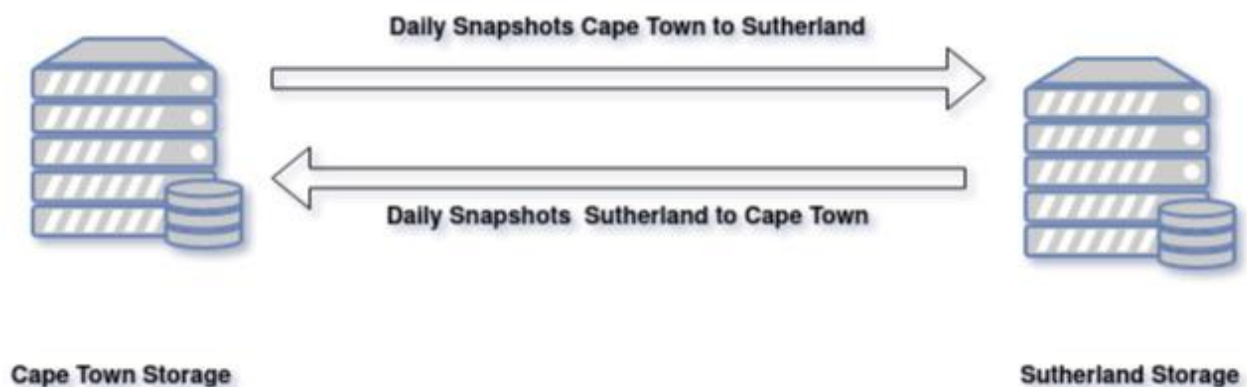 Daily Snapshots Cape Town to Sutherland
Daily Snapshots Sutherland to Cape Town
Cape Town Storage
Sutherland Storage